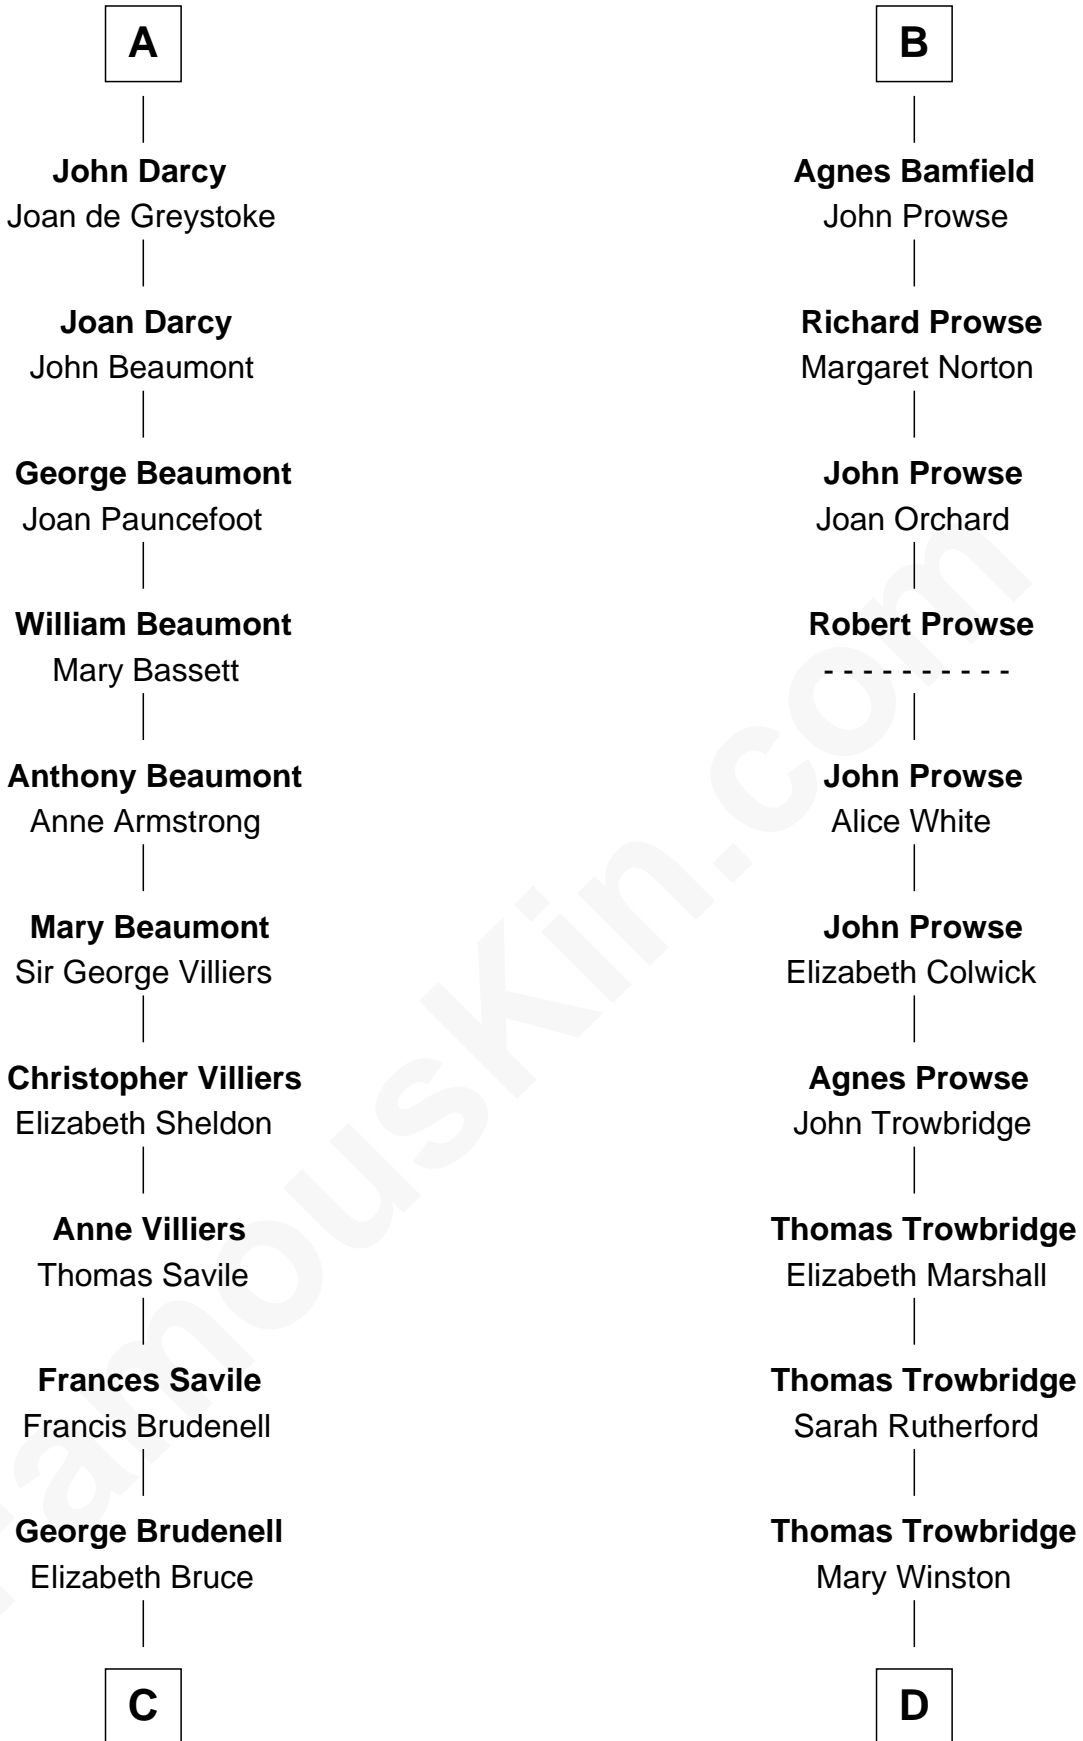 A
John Darcy
Joan de Greystoke
Joan Darcy
John Beaumont
George Beaumont
Joan Pauncefoot
William Beaumont
Mary Bassett
Anthony Beaumont
Anne Armstrong
Mary Beaumont
Sir George Villiers
Christopher Villiers
Elizabeth Sheldon
Anne Villiers
Thomas Savile
Frances Savile
Francis Brudenell
George Brudenell
Elizabeth Bruce
C
B
Agnes Bamfield
John Prowse
Richard Prowse
Margaret Norton
John Prowse
Joan Orchard
Robert Prowse
- - - - - - - - - -
John Prowse
Alice White
John Prowse
Elizabeth Colwick
Agnes Prowse
John Trowbridge
Thomas Trowbridge
Elizabeth Marshall
Thomas Trowbridge
Sarah Rutherford
Thomas Trowbridge
Mary Winston
D
FamousKin.com